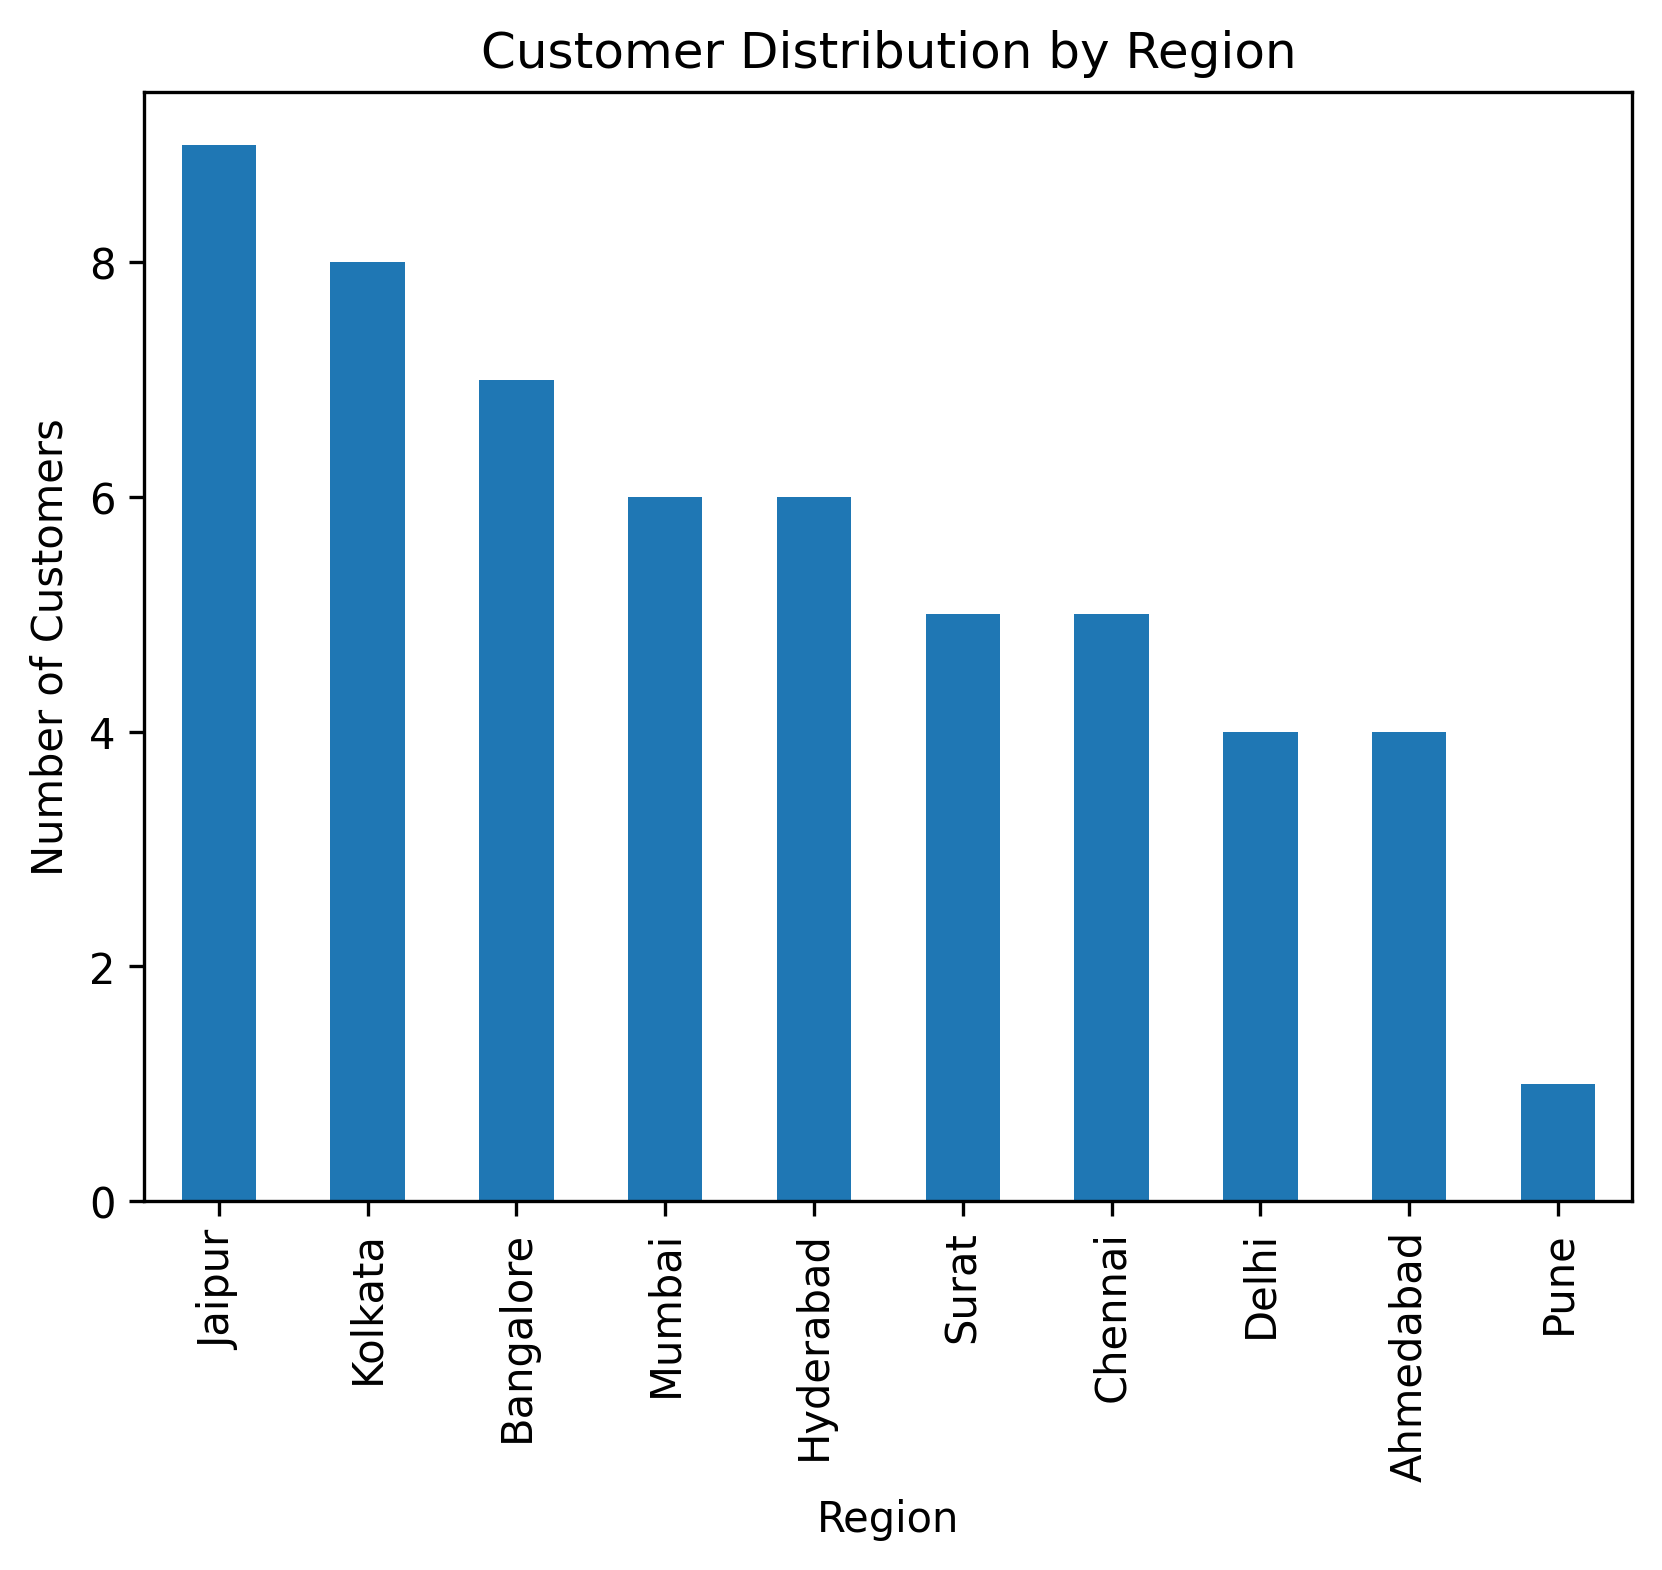 Customer Distribution by Region
Number of Customers
8
6
4
2
0
Jaipur
Kolkata
Bangalore
Mumbai
Hyderabad
Surat
Chennai
Delhi
Ahmedabad
Pune
Region